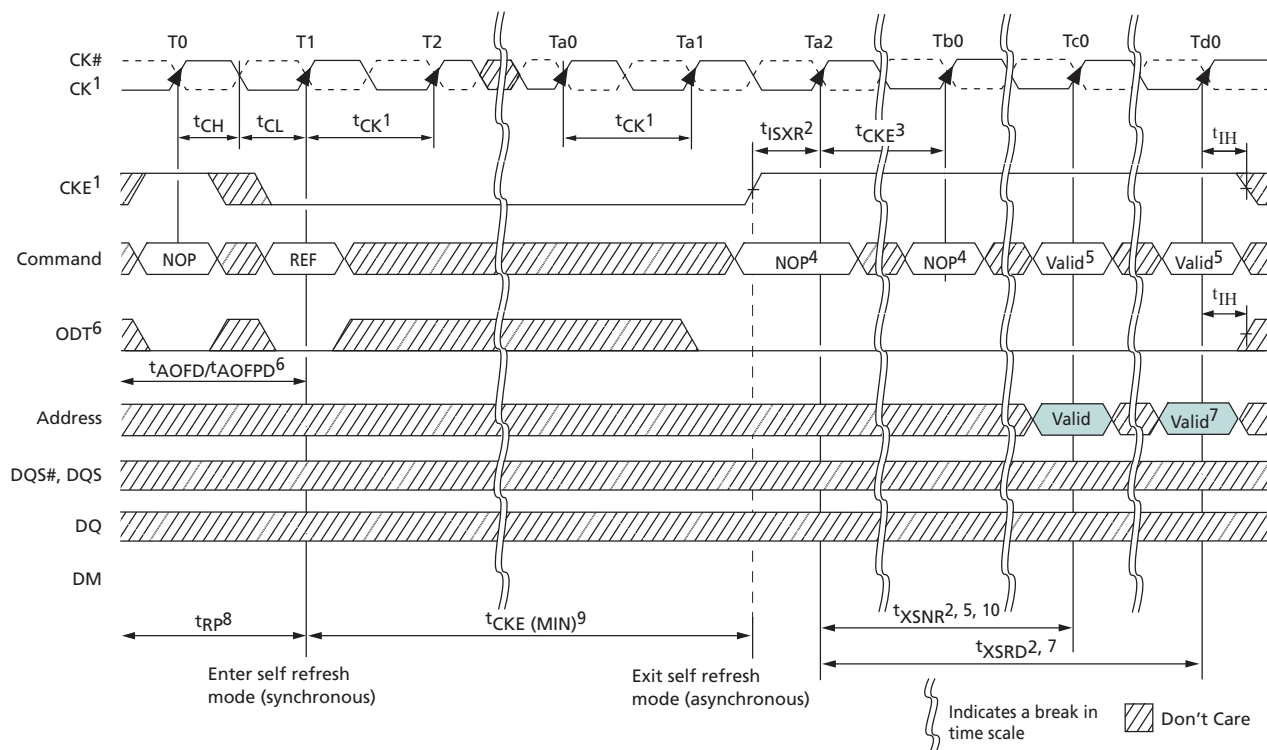 T0 T1 T2 Ta0 Ta1 Ta2 Tb0 Tc0 Td0
CK#
CK1
tCH tCL tCK1 tCK1 tISXR2 tCKE3 tIH
CKE1
Command NOP REF NOP4 NOP4 Valid5 Valid5
tIH
ODT6
tAOFD/tAOFPD6
Address Valid Valid7
DQS#, DQS
DQ
DM
tRP8 tCKE (MIN)9 tXSNR2, 5, 10
tXSRD2, 7
Enter self refresh
mode (synchronous)
Exit self refresh
mode (asynchronous)
Indicates a break in
time scale
Don't Care